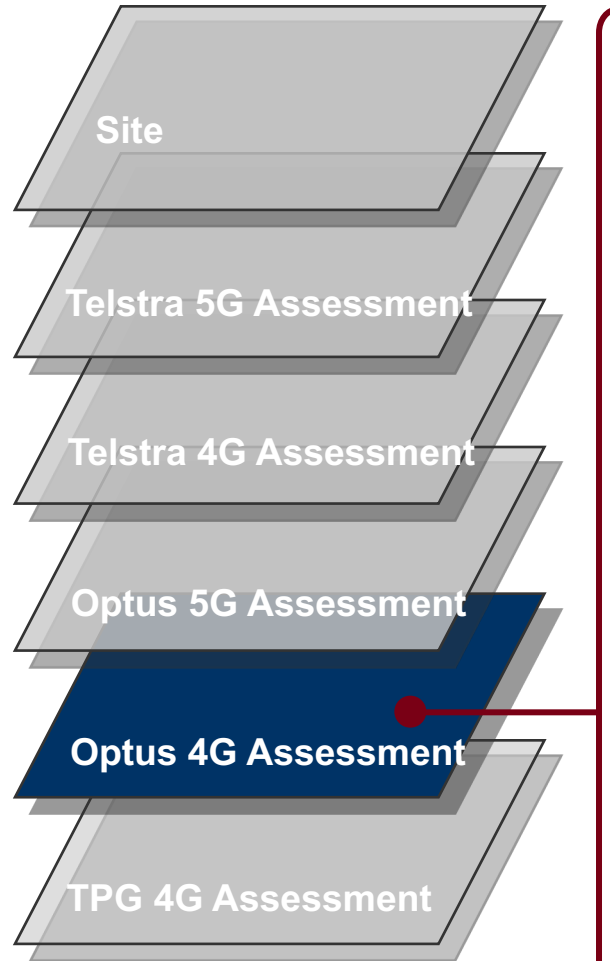 Site
Telstra 5G Assessment
Telstra 4G Assessment
Optus 5G Assessment
Optus 4G Assessment
TPG 4G Assessment